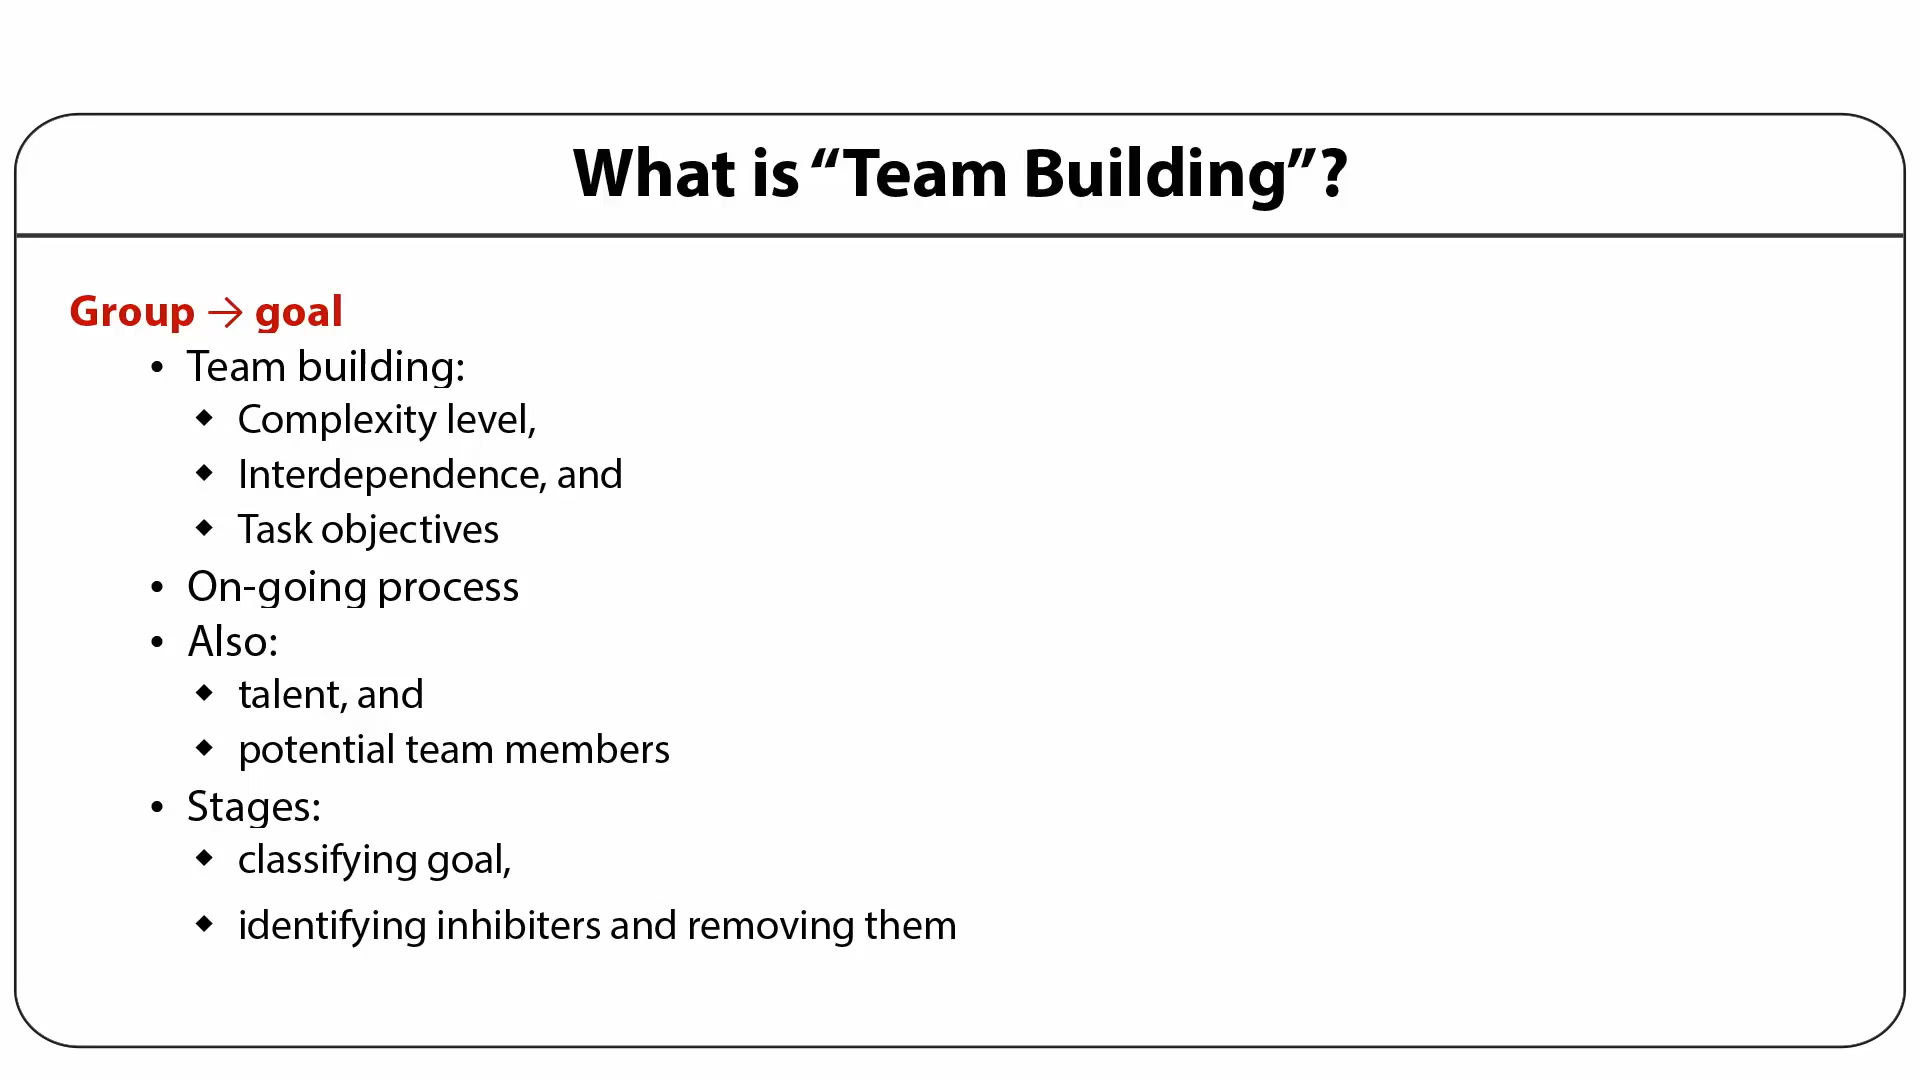 What is “Team Building”?
Group → goal
• Team building:
◆ Complexity level,
◆ Interdependence, and
◆ Task objectives
• On-going process
• Also:
◆ talent, and
◆ potential team members
• Stages:
◆ classifying goal,
◆ identifying inhibiters and removing them